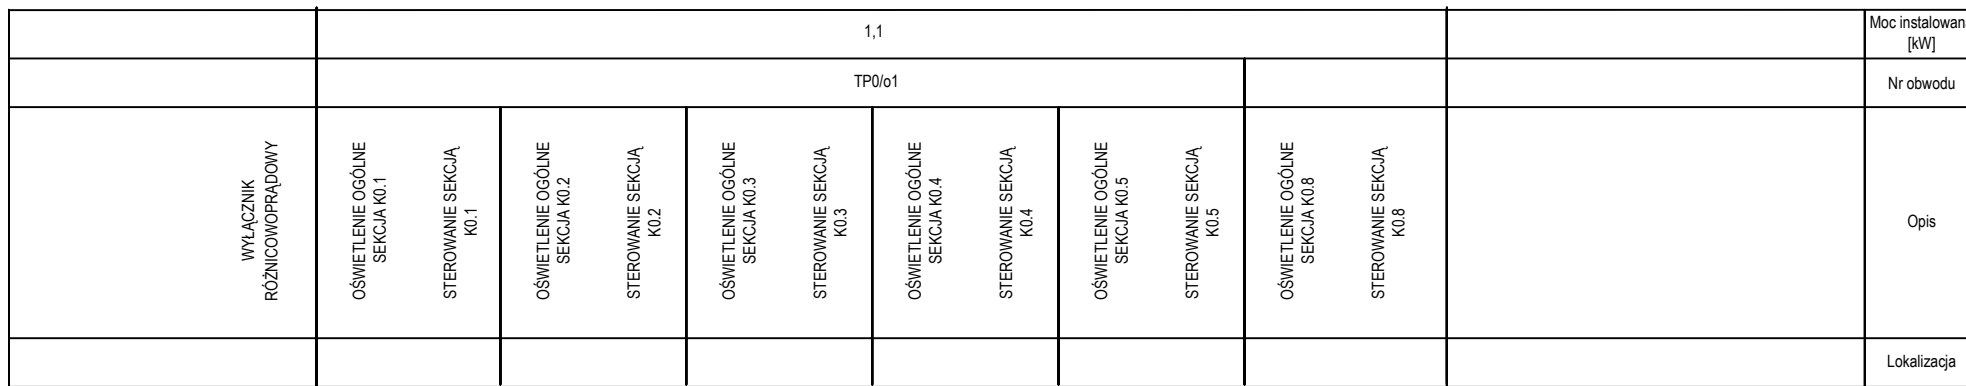 1,1
Moc instalowana
[kW]
TP0/o1
Nr obwodu
WYŁĄCZNIK
RÓŻNICOWOPRĄDOWY
OŚWIETLENIE OGÓLNE
SEKCJA K0.1
STEROWANIE SEKCJĄ
K0.1
OŚWIETLENIE OGÓLNE
SEKCJA K0.2
STEROWANIE SEKCJĄ
K0.2
OŚWIETLENIE OGÓLNE
SEKCJA K0.3
STEROWANIE SEKCJĄ
K0.3
OŚWIETLENIE OGÓLNE
SEKCJA K0.4
STEROWANIE SEKCJĄ
K0.4
OŚWIETLENIE OGÓLNE
SEKCJA K0.5
STEROWANIE SEKCJĄ
K0.5
OŚWIETLENIE OGÓLNE
SEKCJA K0.8
STEROWANIE SEKCJĄ
K0.8
Opis
Lokalizacja